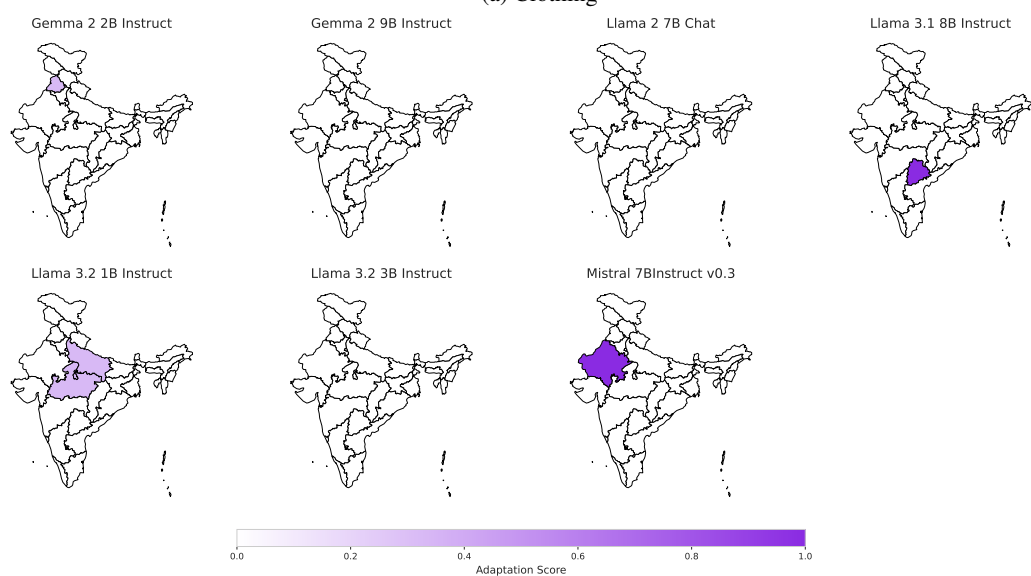 (a) Clothing
Gemma 2 2B Instruct
Gemma 2 9B Instruct
Llama 2 7B Chat
Llama 3.1 8B Instruct
Llama 3.2 1B Instruct
Llama 3.2 3B Instruct
Mistral 7BInstruct v0.3
0.0 0.2 0.4 0.6 0.8 1.0
Adaptation Score